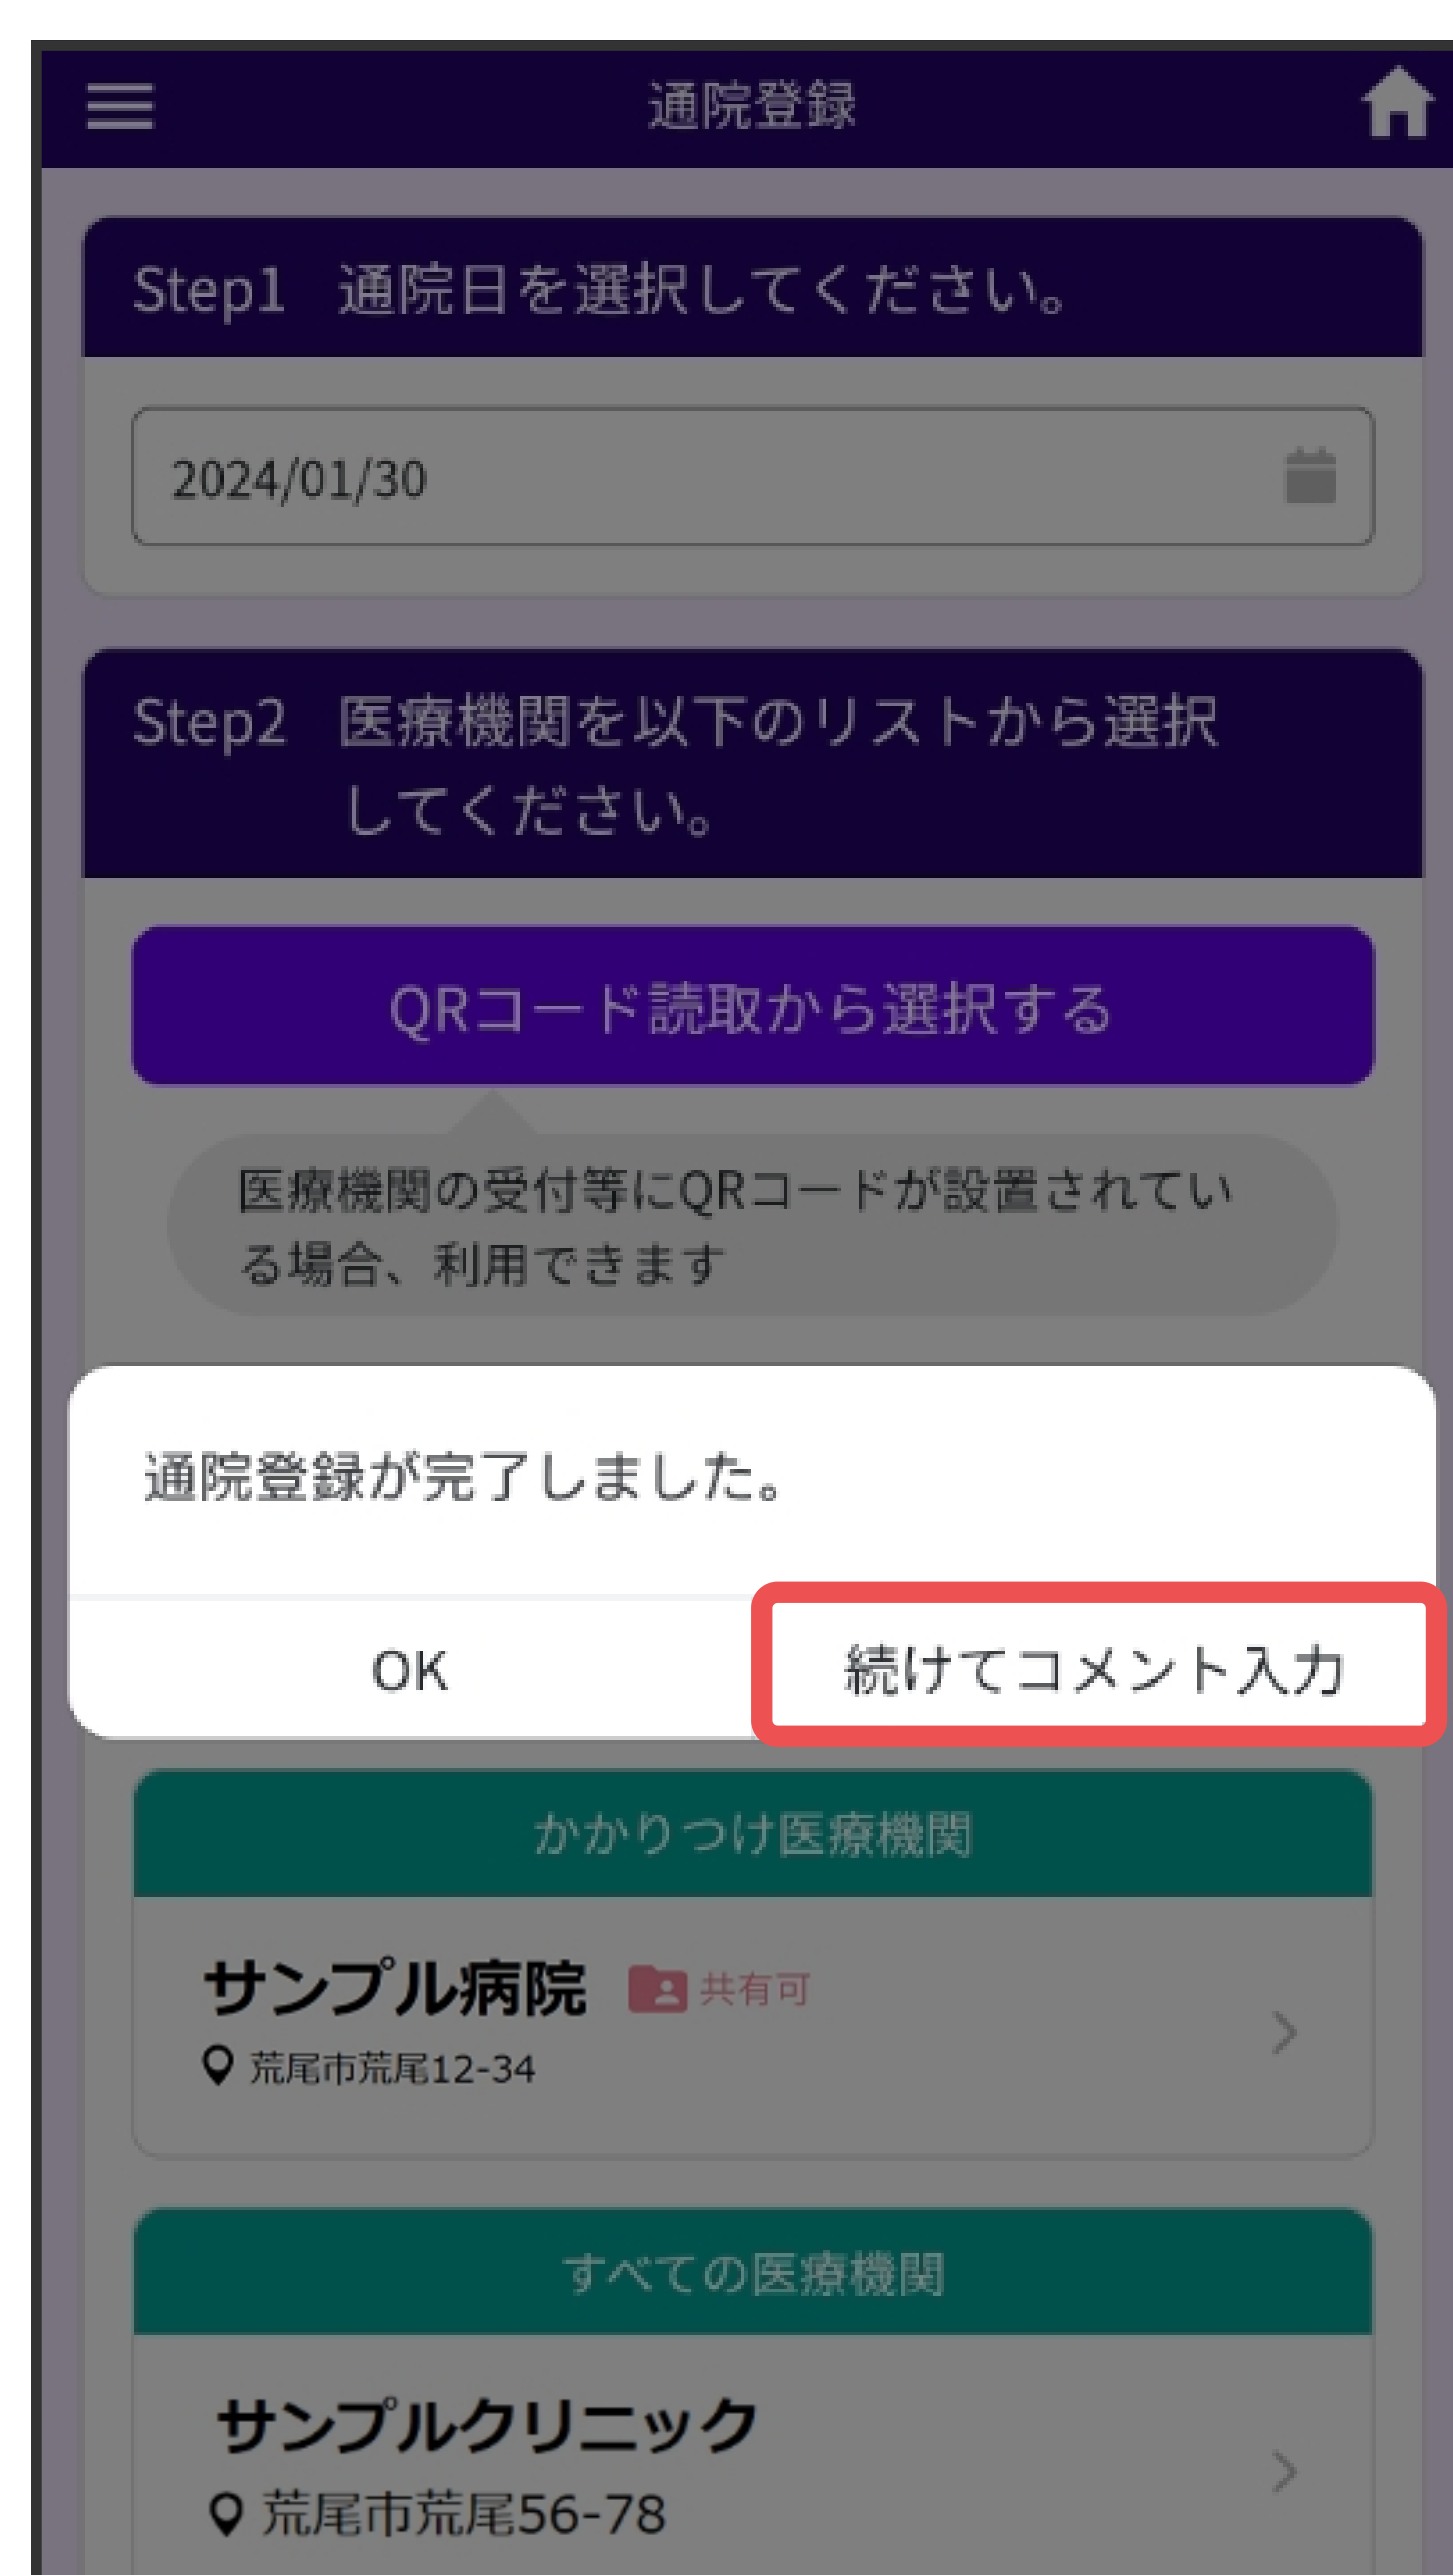 通院登録
Step1 通院日を選択してください。
2024/01/30
Step2 医療機関を以下のリストから選択
してください。
QRコード読取から選択する
医療機関の受付等にQRコードが設置されてい
る場合、利用できます
通院登録が完了しました。
OK 続けてコメント入力
かかりつけ医療機関
サンプル病院 共有可
荒尾市荒尾12-34
すべての医療機関
サンプルクリニック
荒尾市荒尾56-78